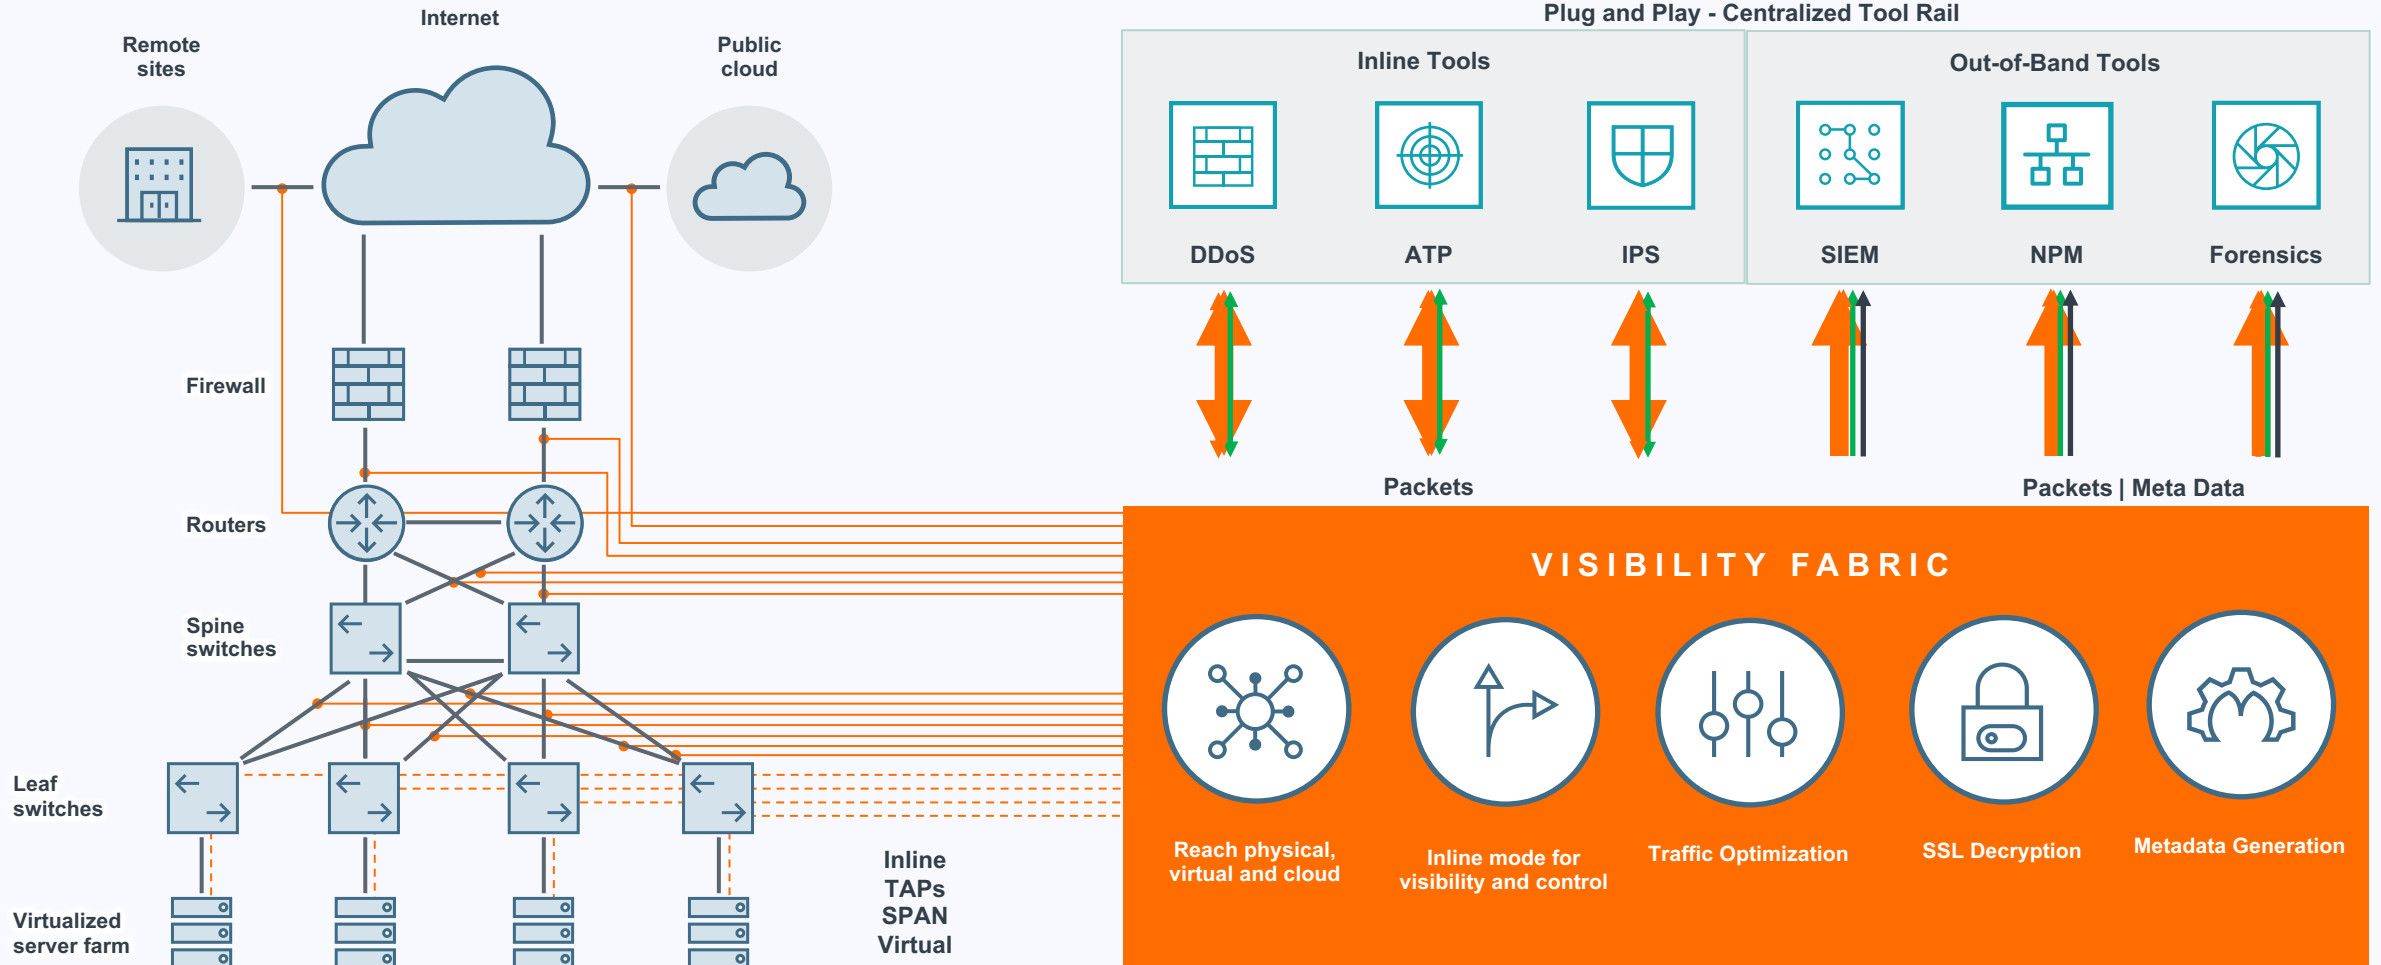 Internet
Remote
sites
Public
cloud
Firewall
Routers
Spine
switches
Leaf
switches
Virtualized
server farm
Inline
TAPs
SPAN
Virtual
Plug and Play - Centralized Tool Rail
Inline Tools
Out-of-Band Tools
DDoS
ATP
IPS
SIEM
NPM
Forensics
Packets
Packets | Meta Data
VISIBILITY FABRIC
Reach physical,
virtual and cloud
Inline mode for
visibility and control
Traffic Optimization
SSL Decryption
Metadata Generation